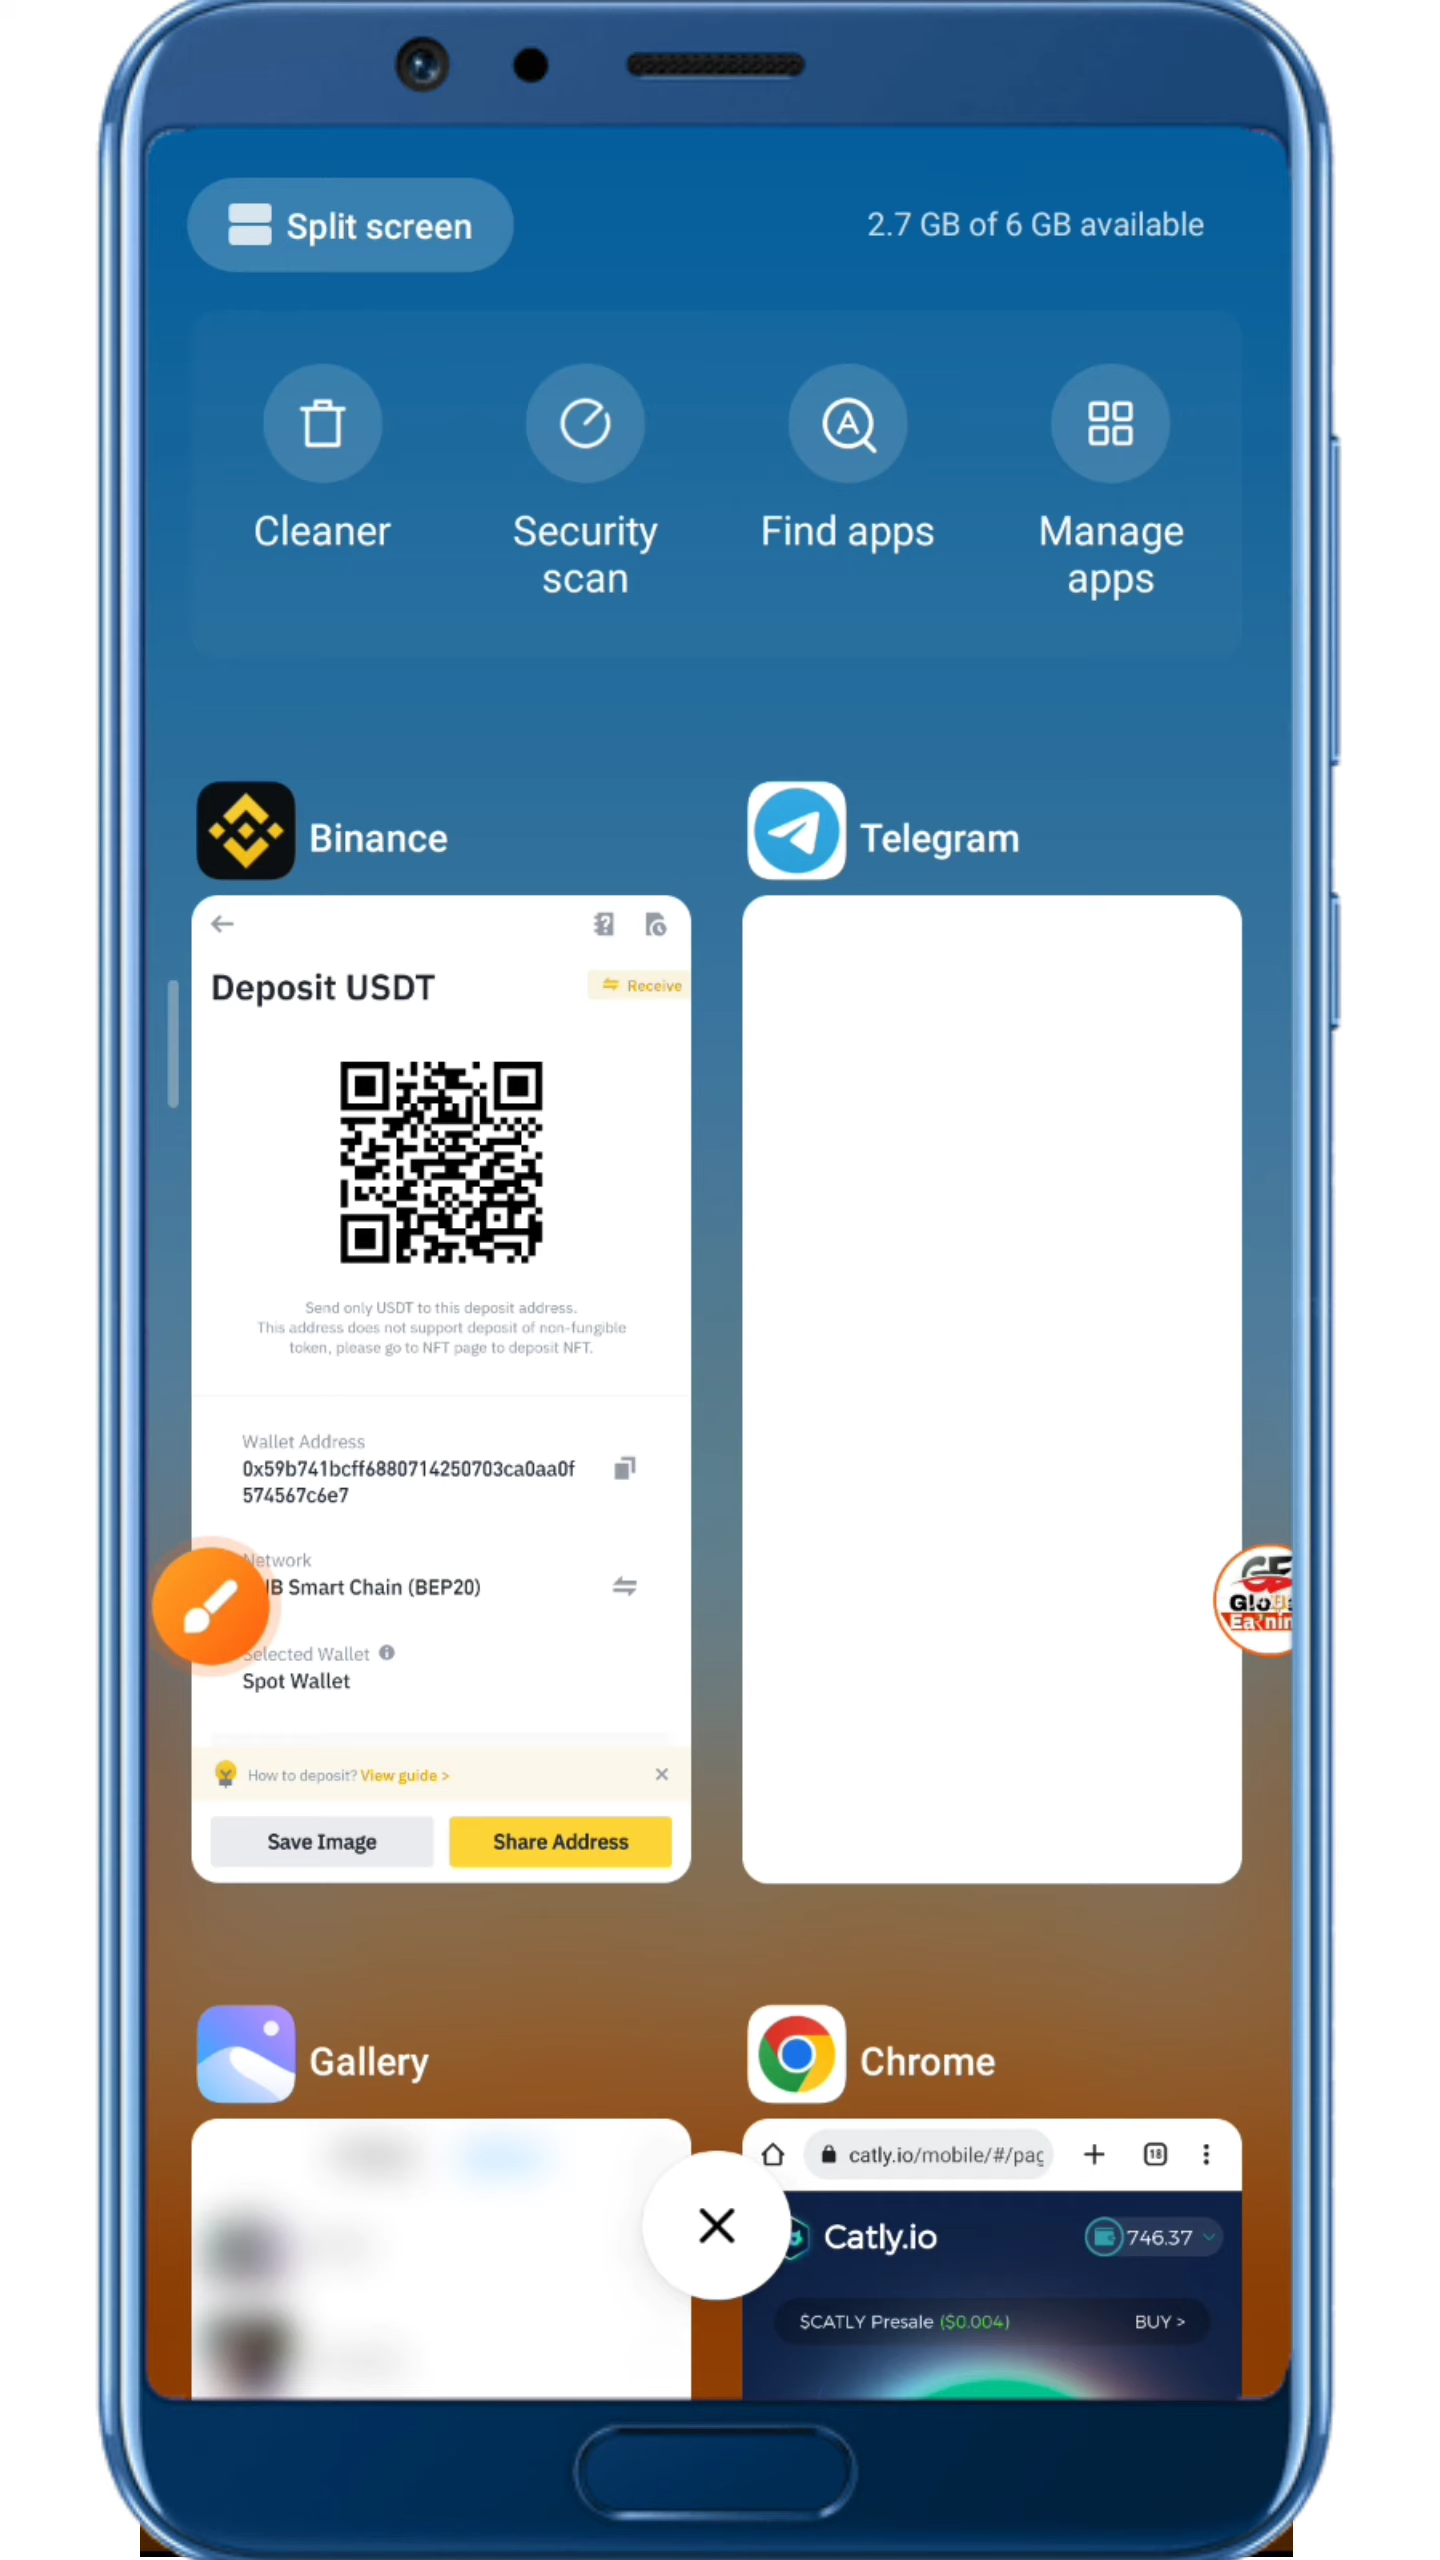 Split screen
2.7 GB of 6 GB available
Cleaner
Security
scan
Find apps
Manage
apps
Binance
Telegram
Deposit USDT
Receive
Send only USDT to this deposit address.
This address does not support deposit of non-fungible
token, please go to NFT page to deposit NFT.
Wallet Address
0x59b741bcff6880714250703ca0aa0f
574567c6e7
Network
B Smart Chain (BEP20)
Selected Wallet
Spot Wallet
How to deposit? View guide >
Save Image
Share Address
Gallery
Chrome
catly.io/mobile/#/pag
18
Catly.io
746.37
$CATLY Presale ($0.004)
BUY >